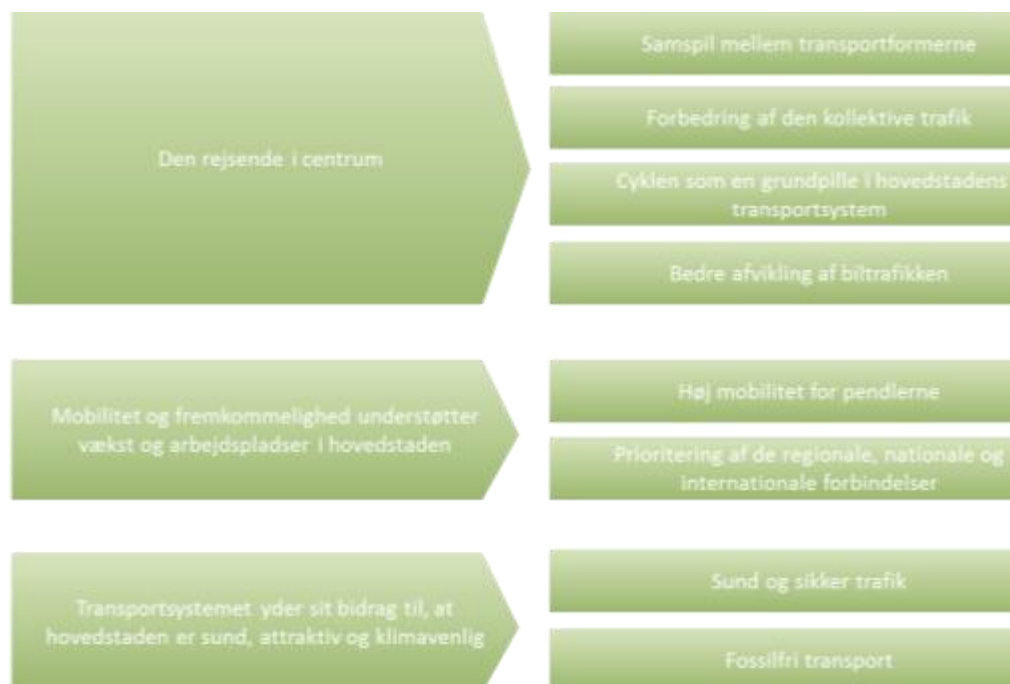 Den rejsende i centrum
Samspil mellem transportformerne
Forbedring af den kollektive trafik
Cyklen som en grundpille i hovedstadens
transportsystem
Bedre afvikling af biltrafikken
Mobilitet og fremkommelighed understøtter
vækst og arbejdspladser i hovedstaden
Høj mobilitet for pendlerne
Prioritering af de regionale, nationale og
internationale forbindelser
Transportsystemet yder sit bidrag til, at
hovedstaden er sund, attraktiv og klimavenlig
Sund og sikker trafik
Fossilfri transport